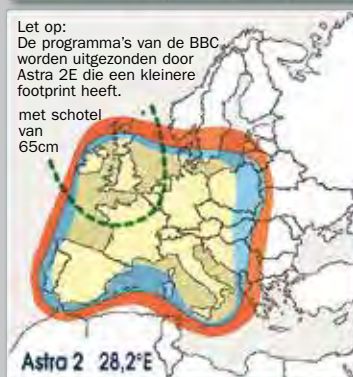 Let op:
De programma's van de BBC
worden uitgezonden door
Astra 2E die een kleinere
footprint heeft.
met schotel
van
65cm
Astra 2 28,2°E